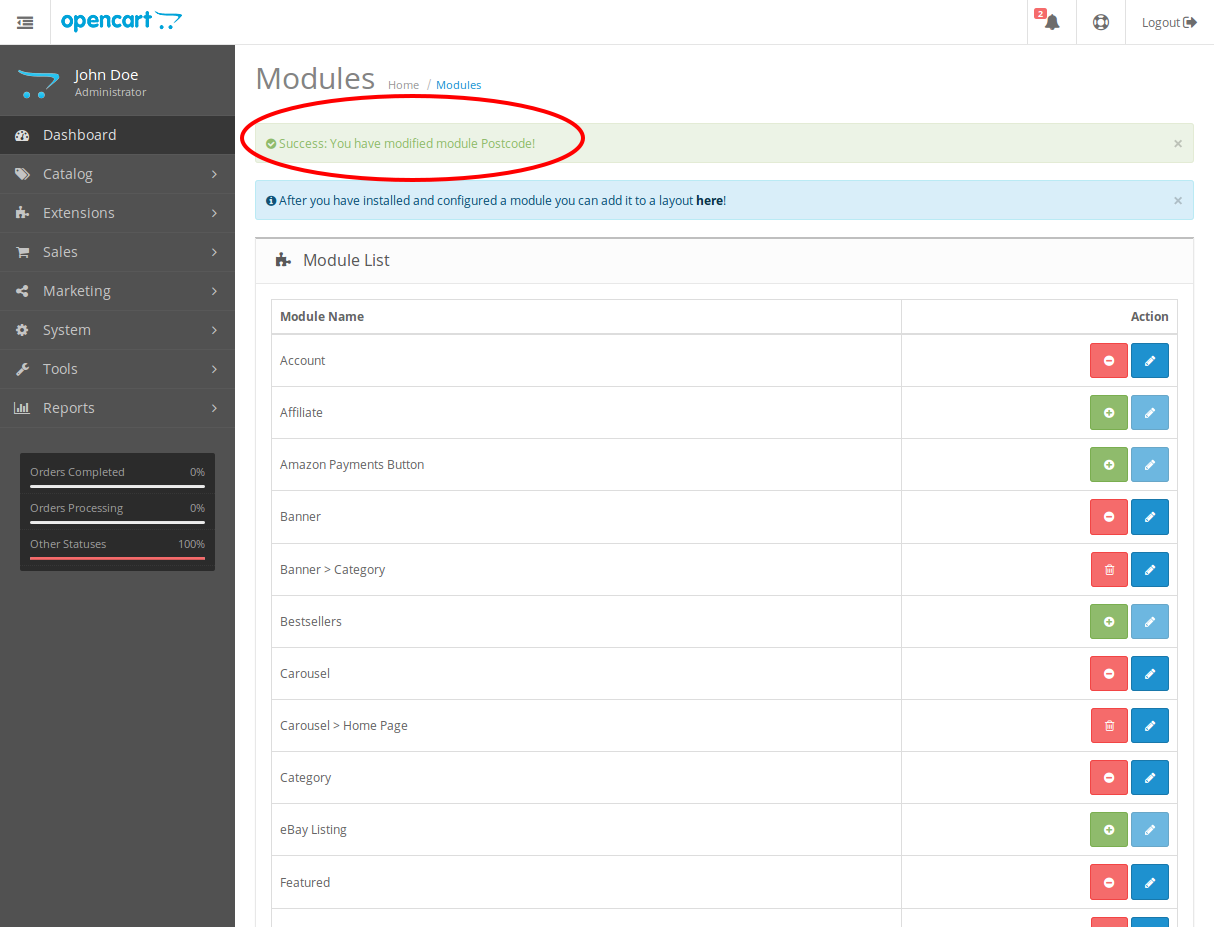 opencart
2
Logout
John Doe
Administrator
Dashboard
Catalog
Extensions
Sales
Marketing
System
Tools
Reports
Orders Completed 0%
Orders Processing 0%
Other Statuses 100%
Modules Home / Modules
Success: You have modified module Postcode! ×
After you have installed and configured a module you can add it to a layout here! ×
Module List
Module Name Action
Account
Affiliate
Amazon Payments Button
Banner
Banner > Category
Bestsellers
Carousel
Carousel > Home Page
Category
eBay Listing
Featured